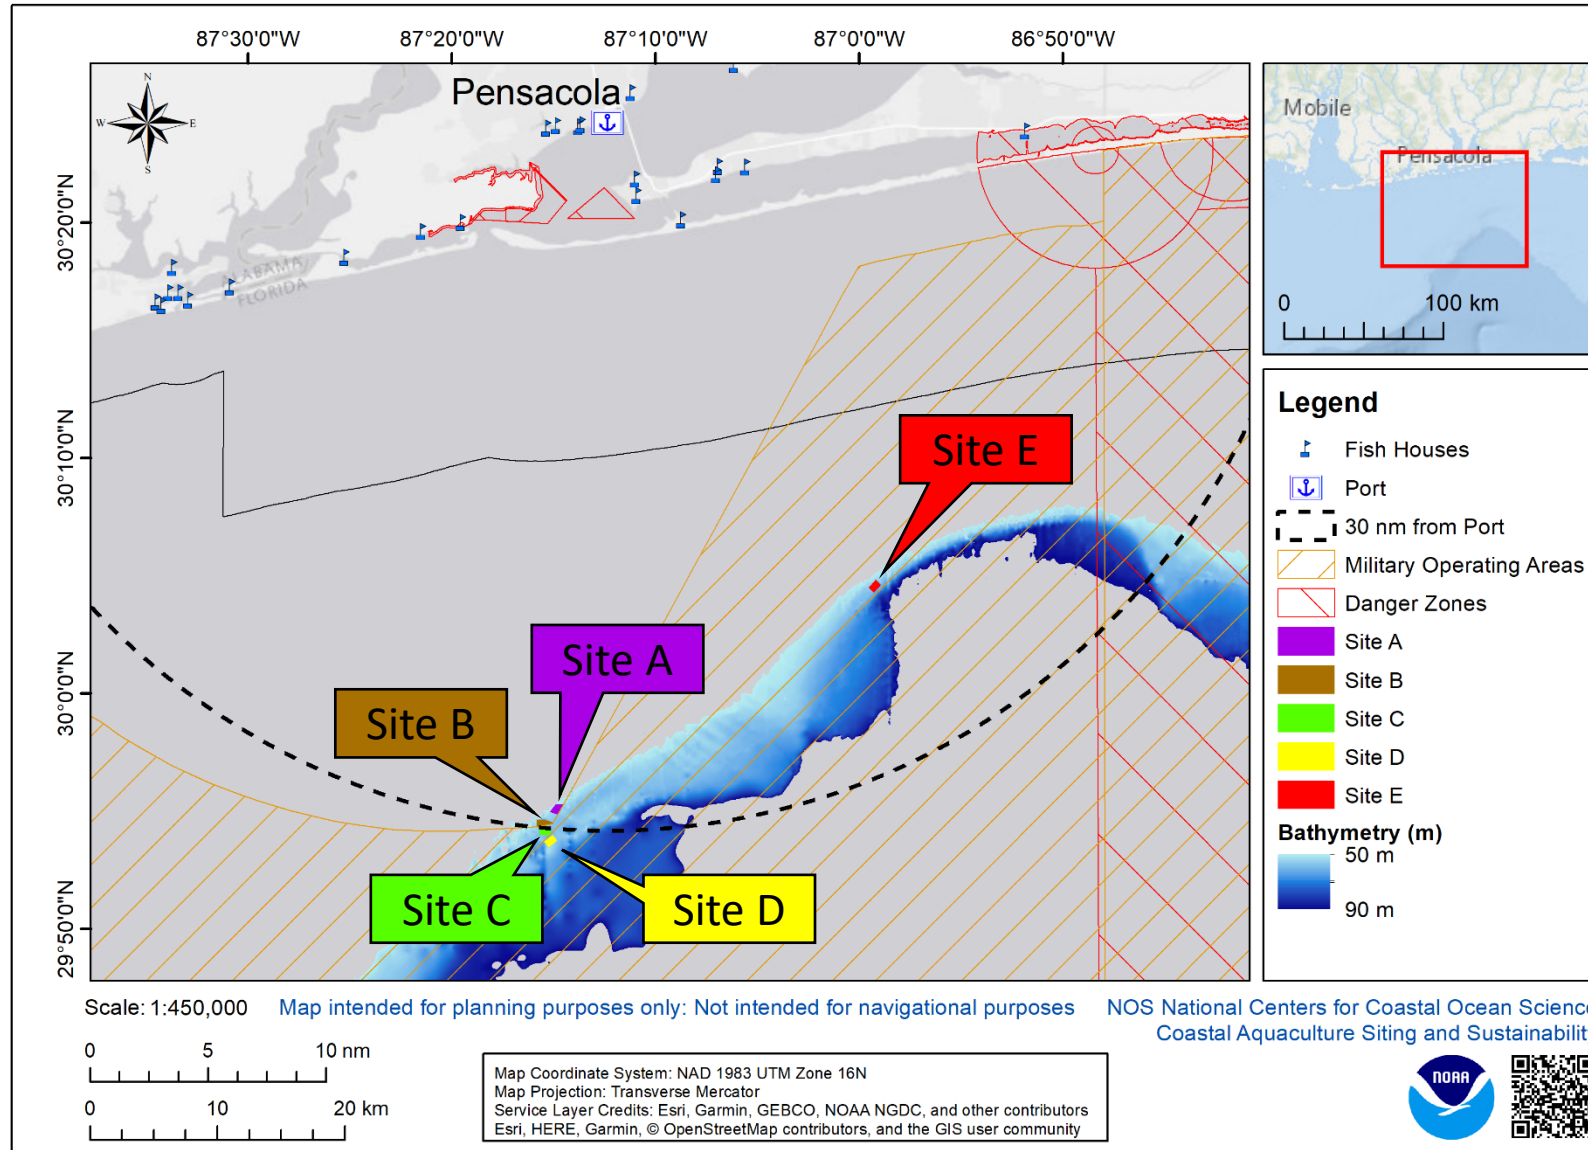 87°30'0"W
87°20'0"W
87°10'0"W
87°0'0"W
86°50'0"W
30°20'0"N
30°10'0"N
30°0'0"N
29°50'0"N
N
W
E
S
Pensacola
ALABAMA
FLORIDA
Site E
Site A
Site B
Site C
Site D
Mobile
Pensacola
0 100 km
Legend
Fish Houses
Port
30 nm from Port
Military Operating Areas
Danger Zones
Site A
Site B
Site C
Site D
Site E
Bathymetry (m)
50 m
90 m
Scale: 1:450,000
Map intended for planning purposes only: Not intended for navigational purposes
NOS National Centers for Coastal Ocean Science
Coastal Aquaculture Siting and Sustainabilit
0 5 10 nm
0 10 20 km
Map Coordinate System: NAD 1983 UTM Zone 16N
Map Projection: Transverse Mercator
Service Layer Credits: Esri, Garmin, GEBCO, NOAA NGDC, and other contributors
Esri, HERE, Garmin, © OpenStreetMap contributors, and the GIS user community
NOAA